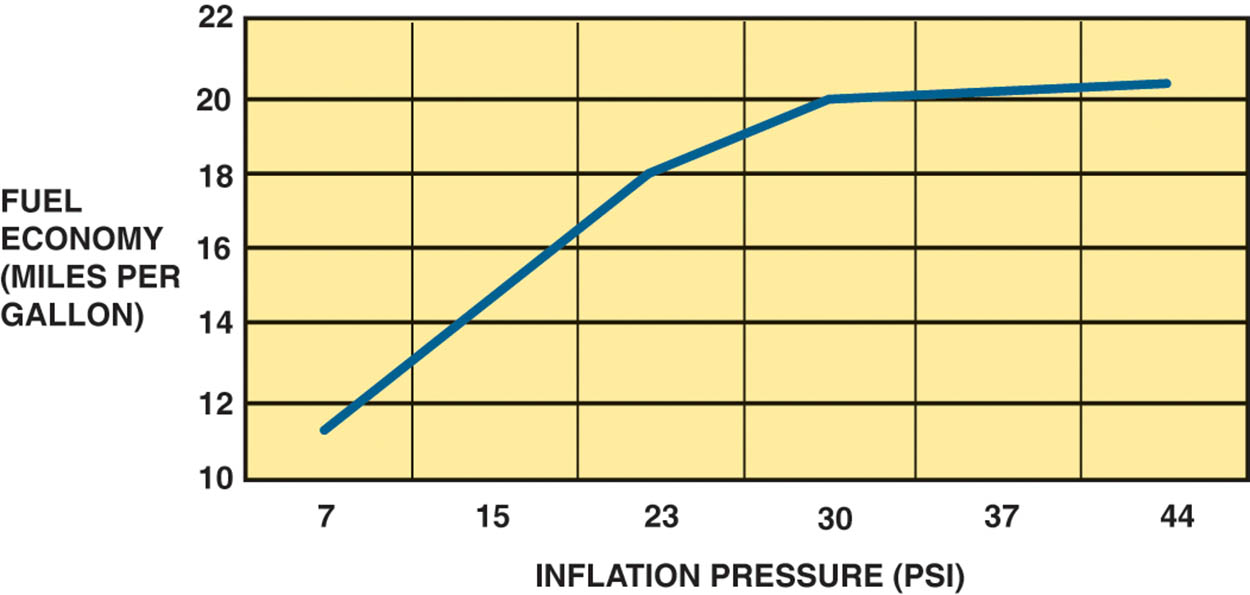 22
20
18
16
14
12
10
FUEL
ECONOMY
(MILES PER
GALLON)
7 15 23 30 37 44
INFLATION PRESSURE (PSI)